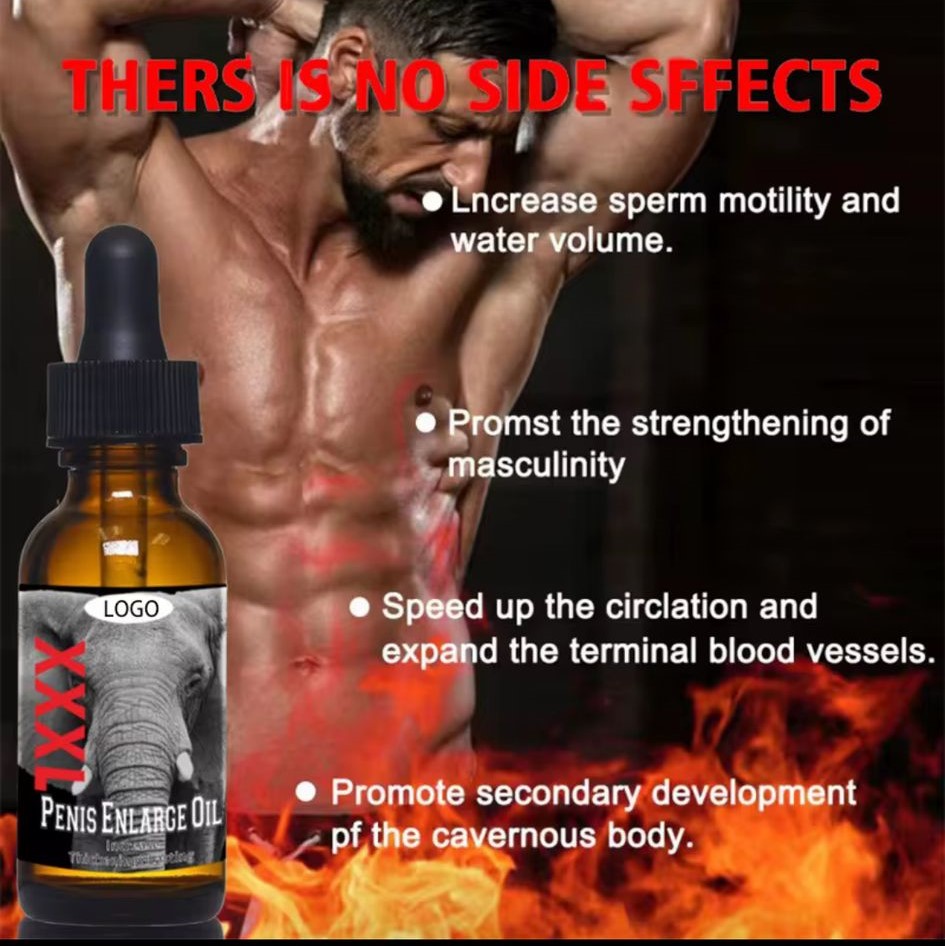 THERS IS NO SIDE SFFECTS
Lncrease sperm motility and
water volume.
Promst the strengthening of
masculinity
Speed up the circlation and
expand the terminal blood vessels.
Promote secondary development
pf the cavernous body.
LOGO
XXXL
PENIS ENLARGE OIL